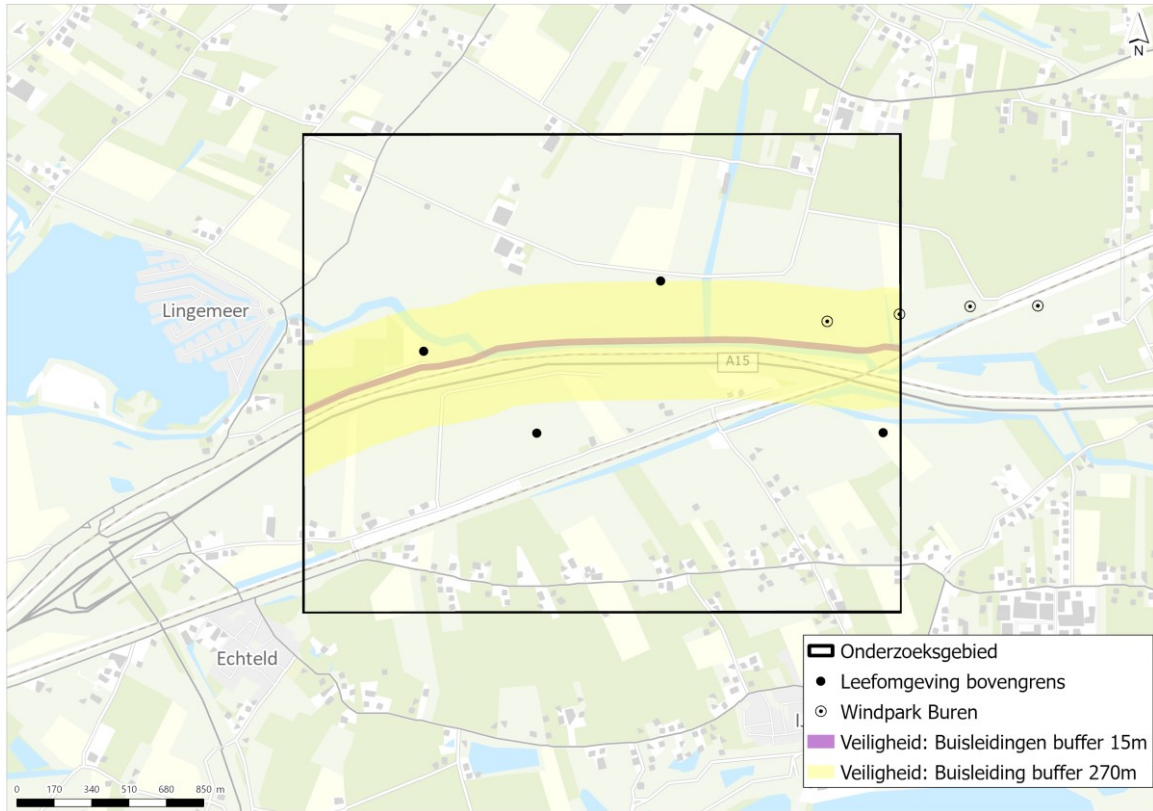 N
Lingemeer
A15
Echteld
Onderzoeksgebied
Leefomgeving bovengrens
Windpark Buren
Veiligheid: Buisleidingen buffer 15m
Veiligheid: Buisleiding buffer 270m
0 170 340 510 680 850 m